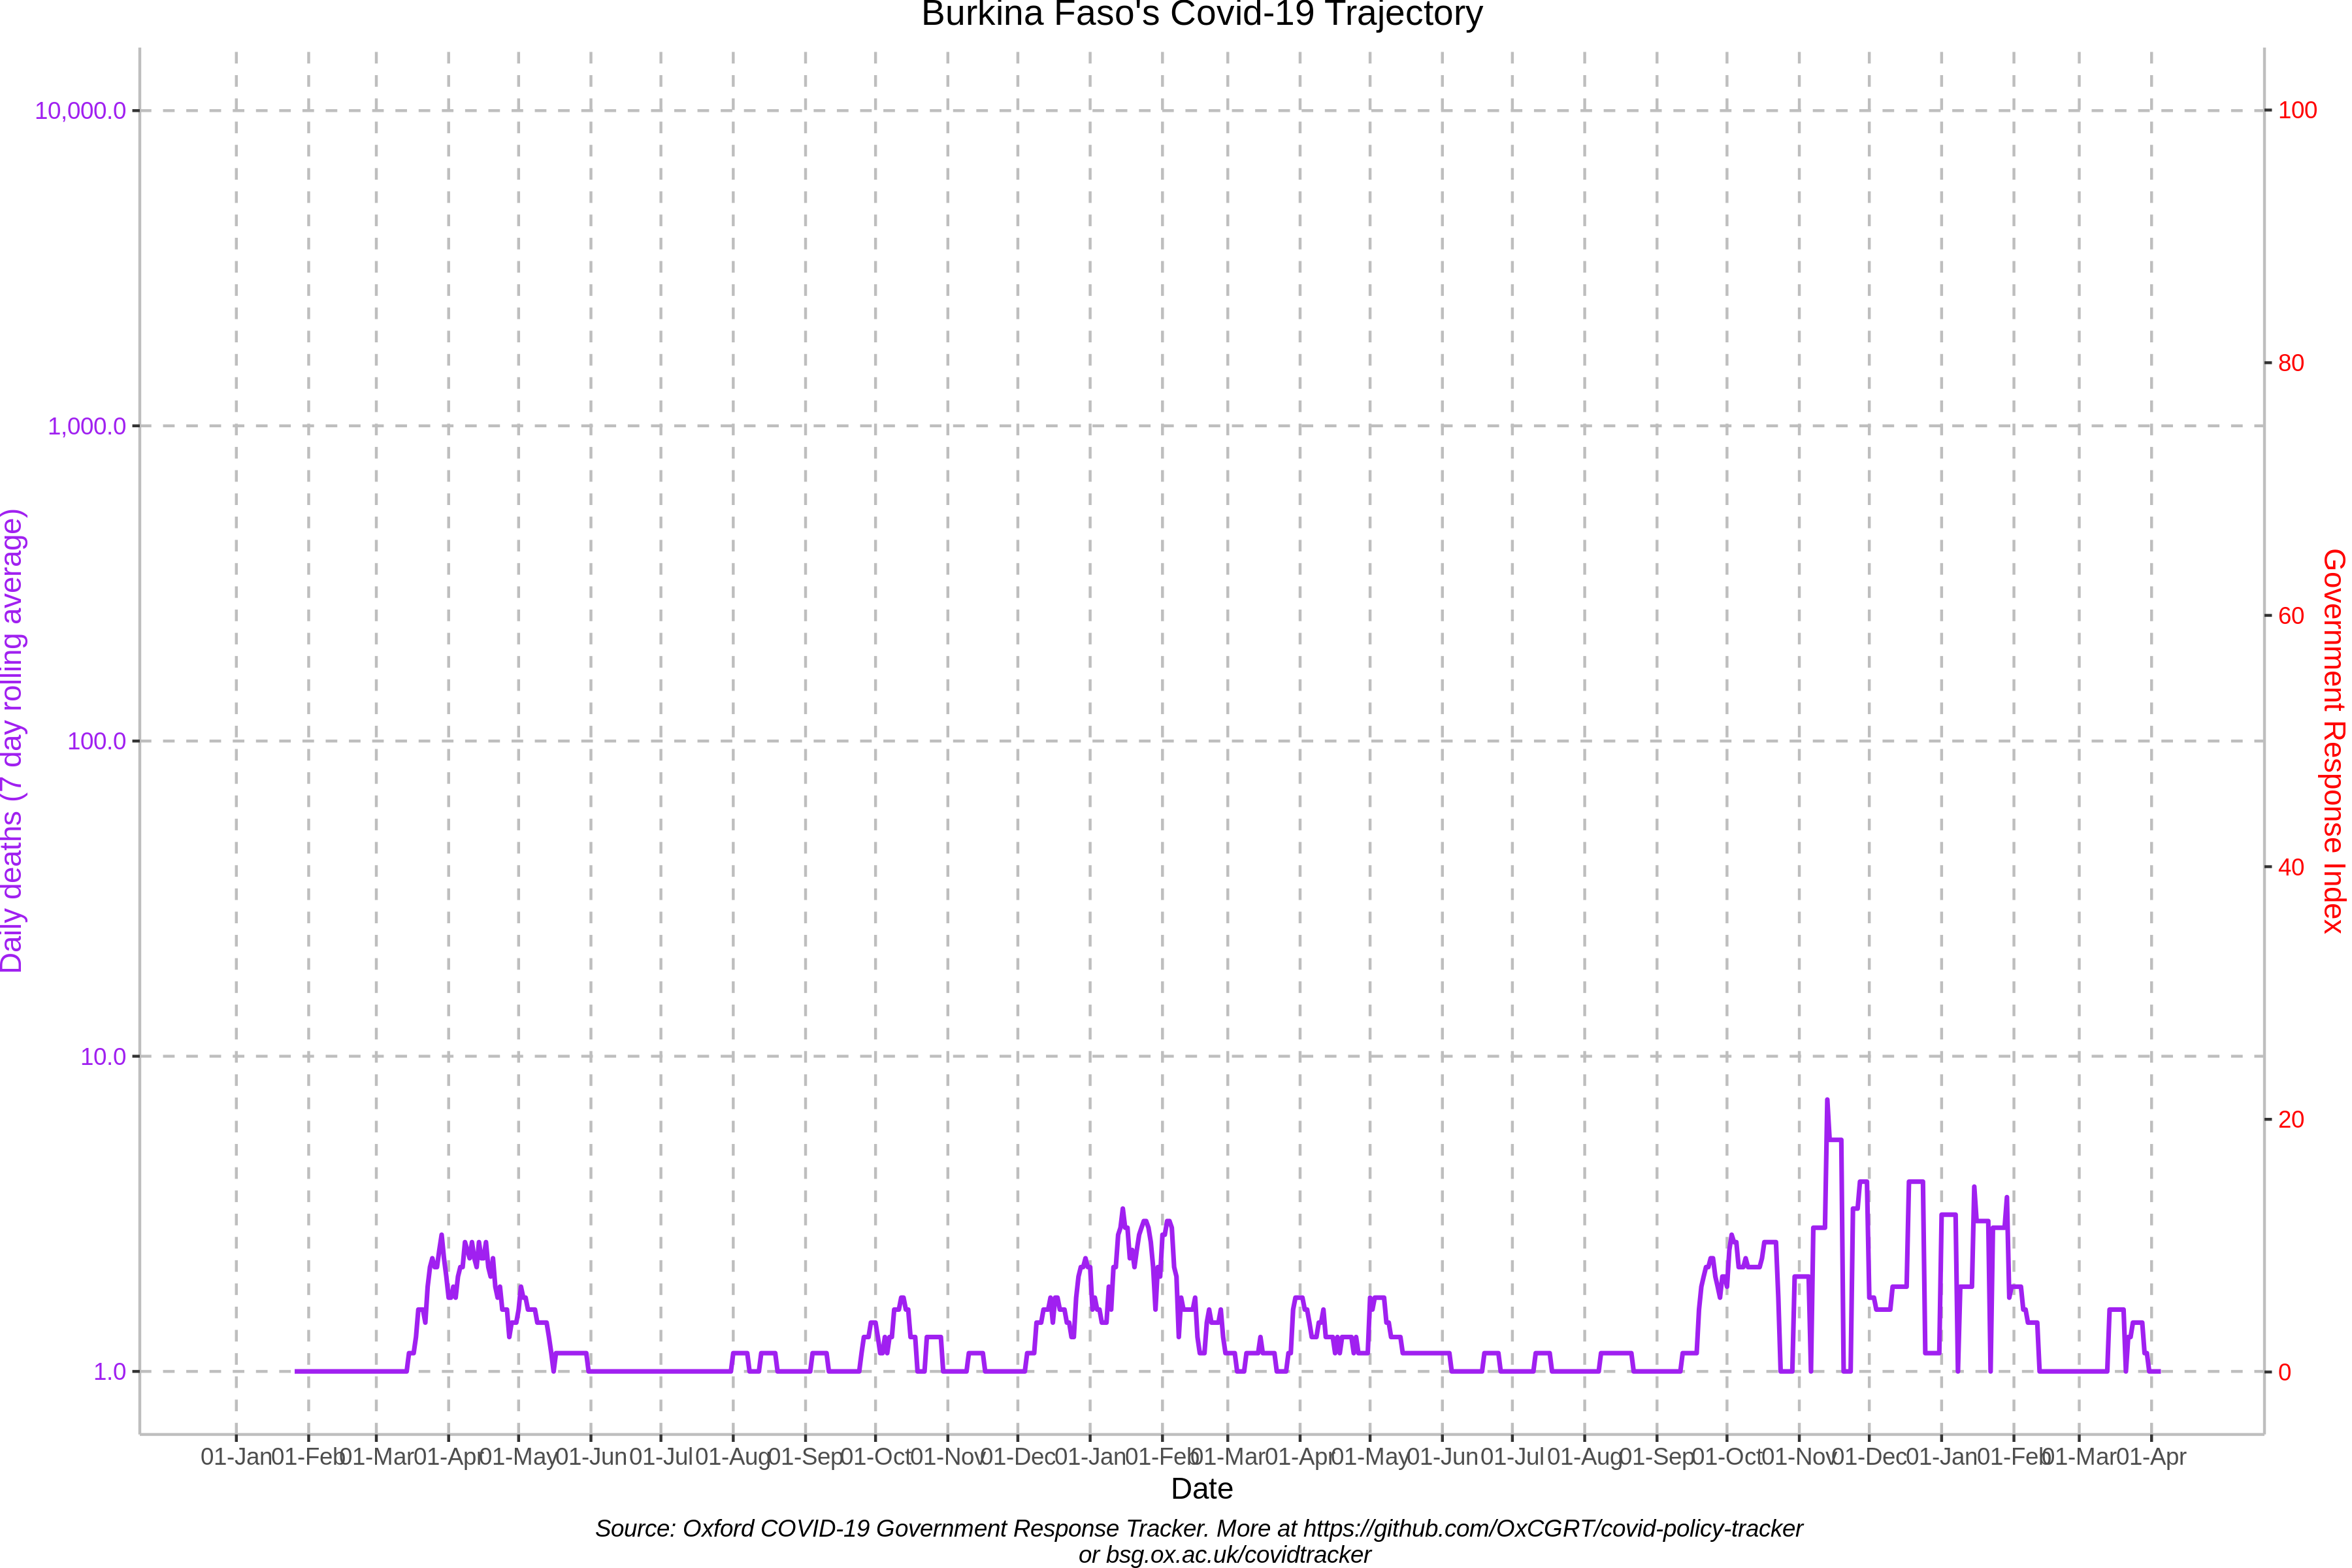 Burkina Faso's Covid-19 Trajectory
10,000.0
1,000.0
100.0
10.0
1.0
Daily deaths (7 day rolling average)
100
80
60
40
20
0
Government Response Index
01-Jan 01-Feb 01-Mar 01-Apr 01-May 01-Jun 01-Jul 01-Aug 01-Sep 01-Oct 01-Nov 01-Dec 01-Jan 01-Feb 01-Mar 01-Apr 01-May 01-Jun 01-Jul 01-Aug 01-Sep 01-Oct 01-Nov 01-Dec 01-Jan 01-Feb 01-Mar 01-Apr
Date
Source: Oxford COVID-19 Government Response Tracker. More at https://github.com/OxCGRT/covid-policy-tracker
or bsg.ox.ac.uk/covidtracker